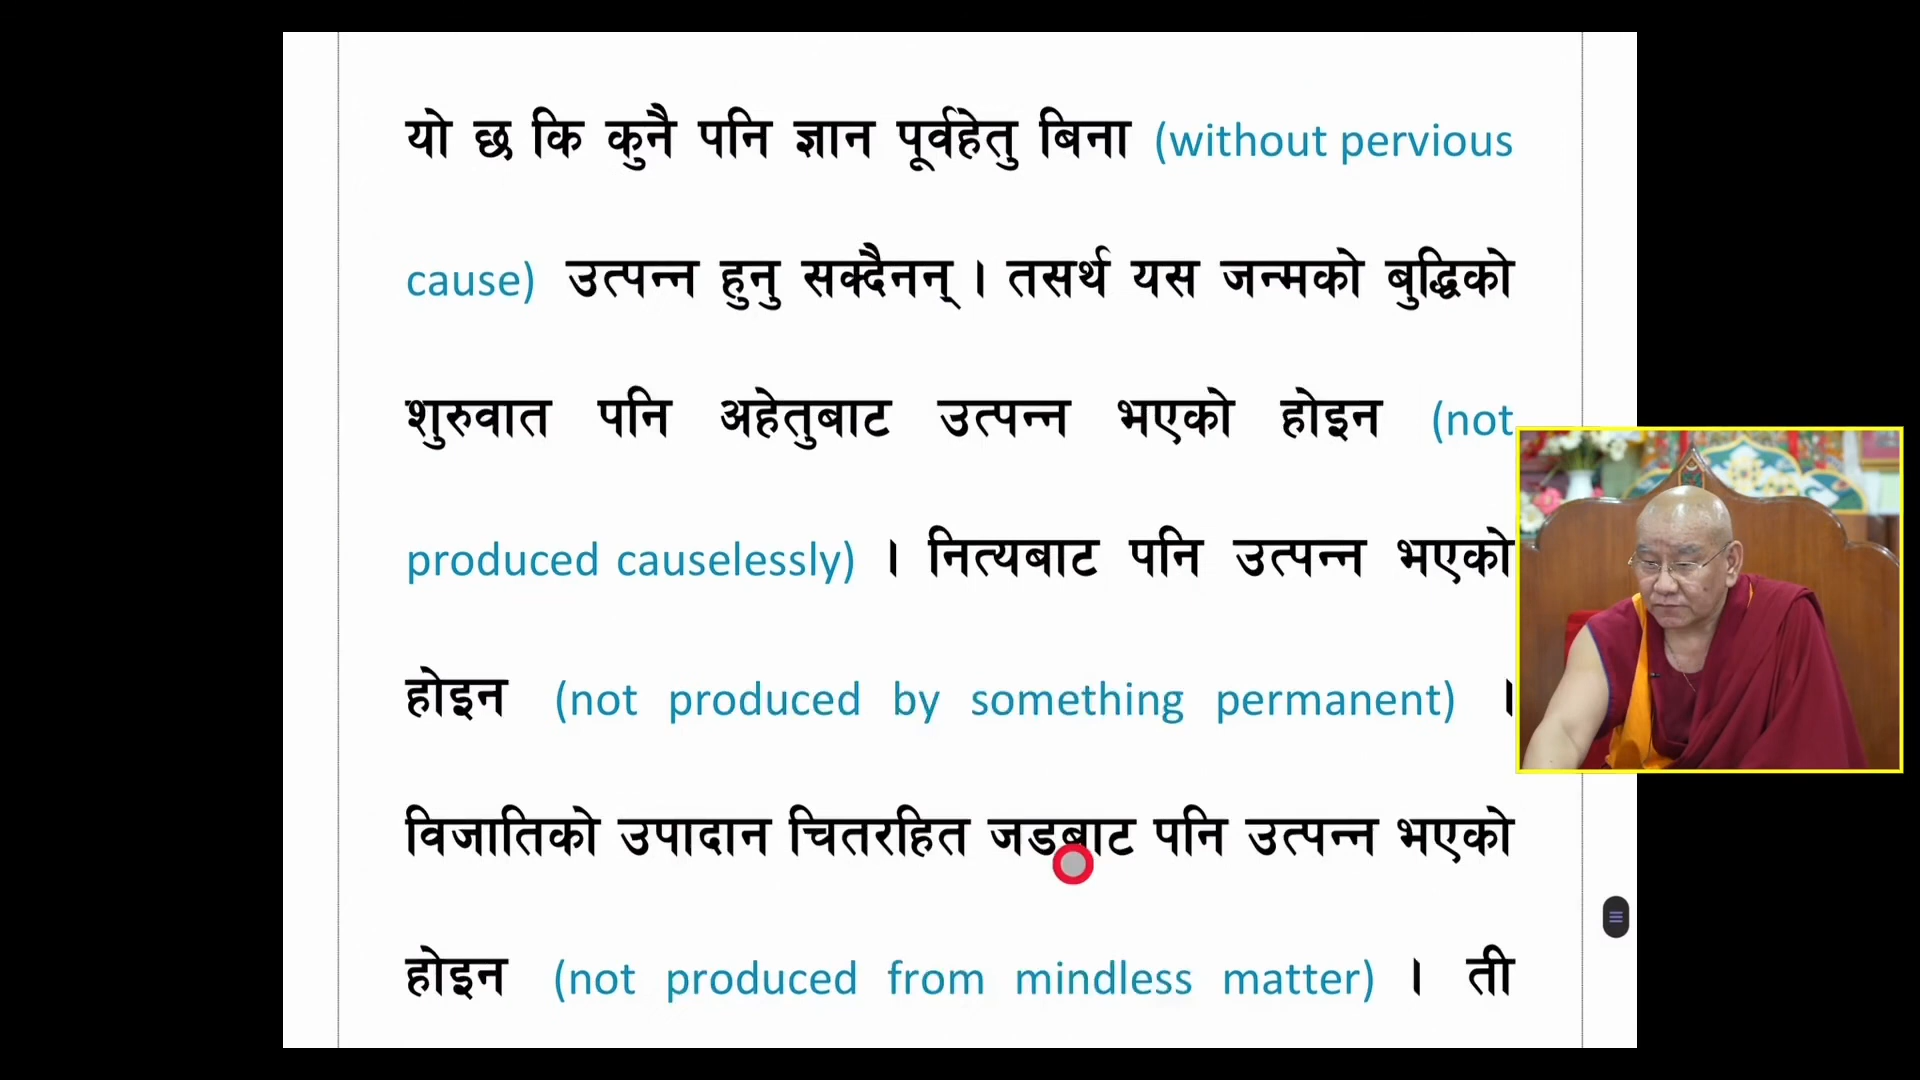 यो छ कि कुनै पनि ज्ञान पूर्वहेतु बिना (without pervious
cause) उत्पन्न हुनु सक्दैनन् । तसर्थ यस जन्मको बुद्धिको
शुरुवात पनि अहेतुबाट उत्पन्न भएको होइन (not
produced causelessly) । नित्यबाट पनि उत्पन्न भएको
होइन (not produced by something permanent) ।
विजातिको उपादान चितरहित जडबाट पनि उत्पन्न भएको
होइन (not produced from mindless matter) । ती